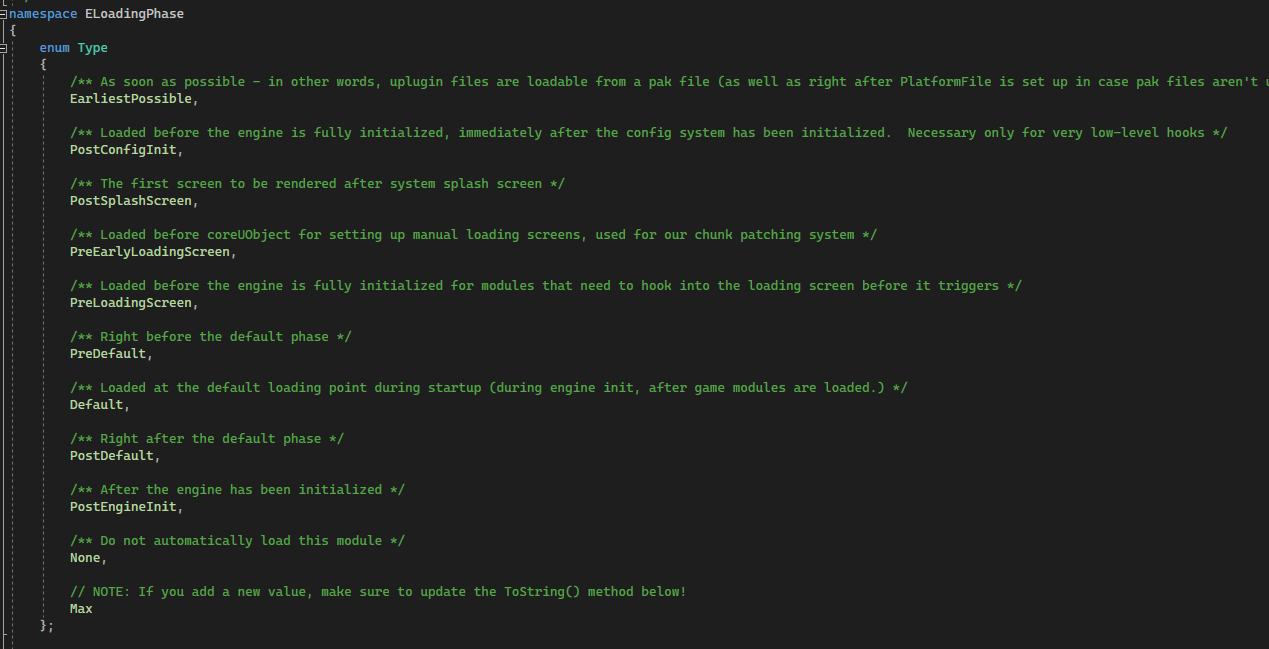 namespace ELoadingPhase
{
enum Type
{
/** As soon as possible - in other words, uplugin files are loadable from a pak file (as well as right after PlatformFile is set up in case pak files aren't
EarliestPossible,
/** Loaded before the engine is fully initialized, immediately after the config system has been initialized.  Necessary only for very low-level hooks */
PostConfigInit,
/** The first screen to be rendered after system splash screen */
PostSplashScreen,
/** Loaded before coreUObject for setting up manual loading screens, used for our chunk patching system */
PreEarlyLoadingScreen,
/** Loaded before the engine is fully initialized for modules that need to hook into the loading screen before it triggers */
PreLoadingScreen,
/** Right before the default phase */
PreDefault,
/** Loaded at the default loading point during startup (during engine init, after game modules are loaded.) */
Default,
/** Right after the default phase */
PostDefault,
/** After the engine has been initialized */
PostEngineInit,
/** Do not automatically load this module */
None,
// NOTE: If you add a new value, make sure to update the ToString() method below!
Max
};